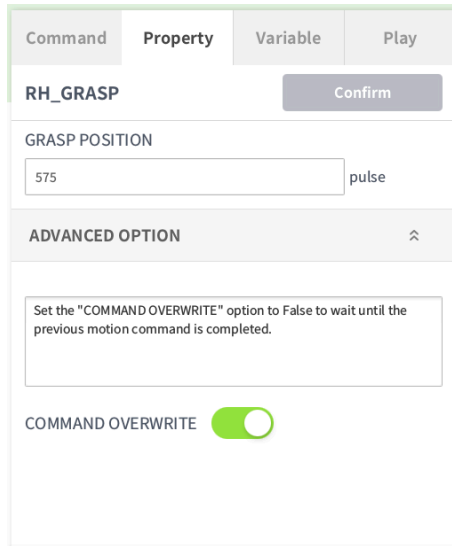 Command Property Variable Play
RH_GRASP Confirm
GRASP POSITION
575 pulse
ADVANCED OPTION
Set the "COMMAND OVERWRITE" option to False to wait until the
previous motion command is completed.
COMMAND OVERWRITE